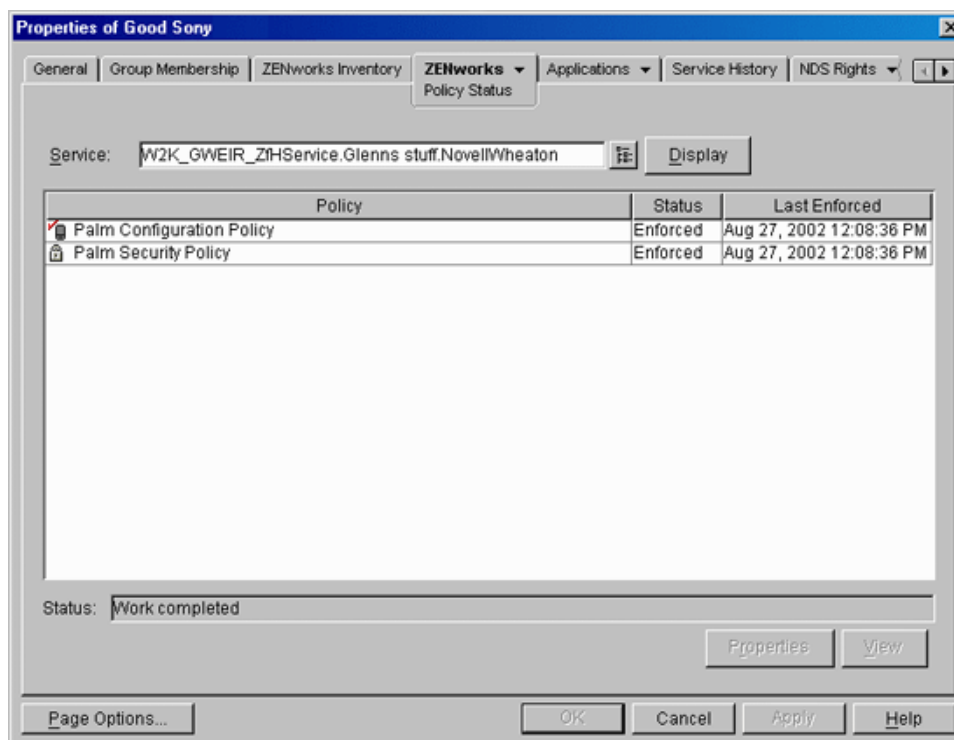 Properties of Good Sony
General Group Membership ZENworks Inventory ZENworks Applications Service History NDS Rights
Policy Status
Service: W2K_GWEIR_ZfHService.Glenns stuff.NovellWheaton Display
Policy Status Last Enforced
Palm Configuration Policy Enforced Aug 27, 2002 12:08:36 PM
Palm Security Policy Enforced Aug 27, 2002 12:08:36 PM
Status: Work completed
Properties View
Page Options... OK Cancel Apply Help